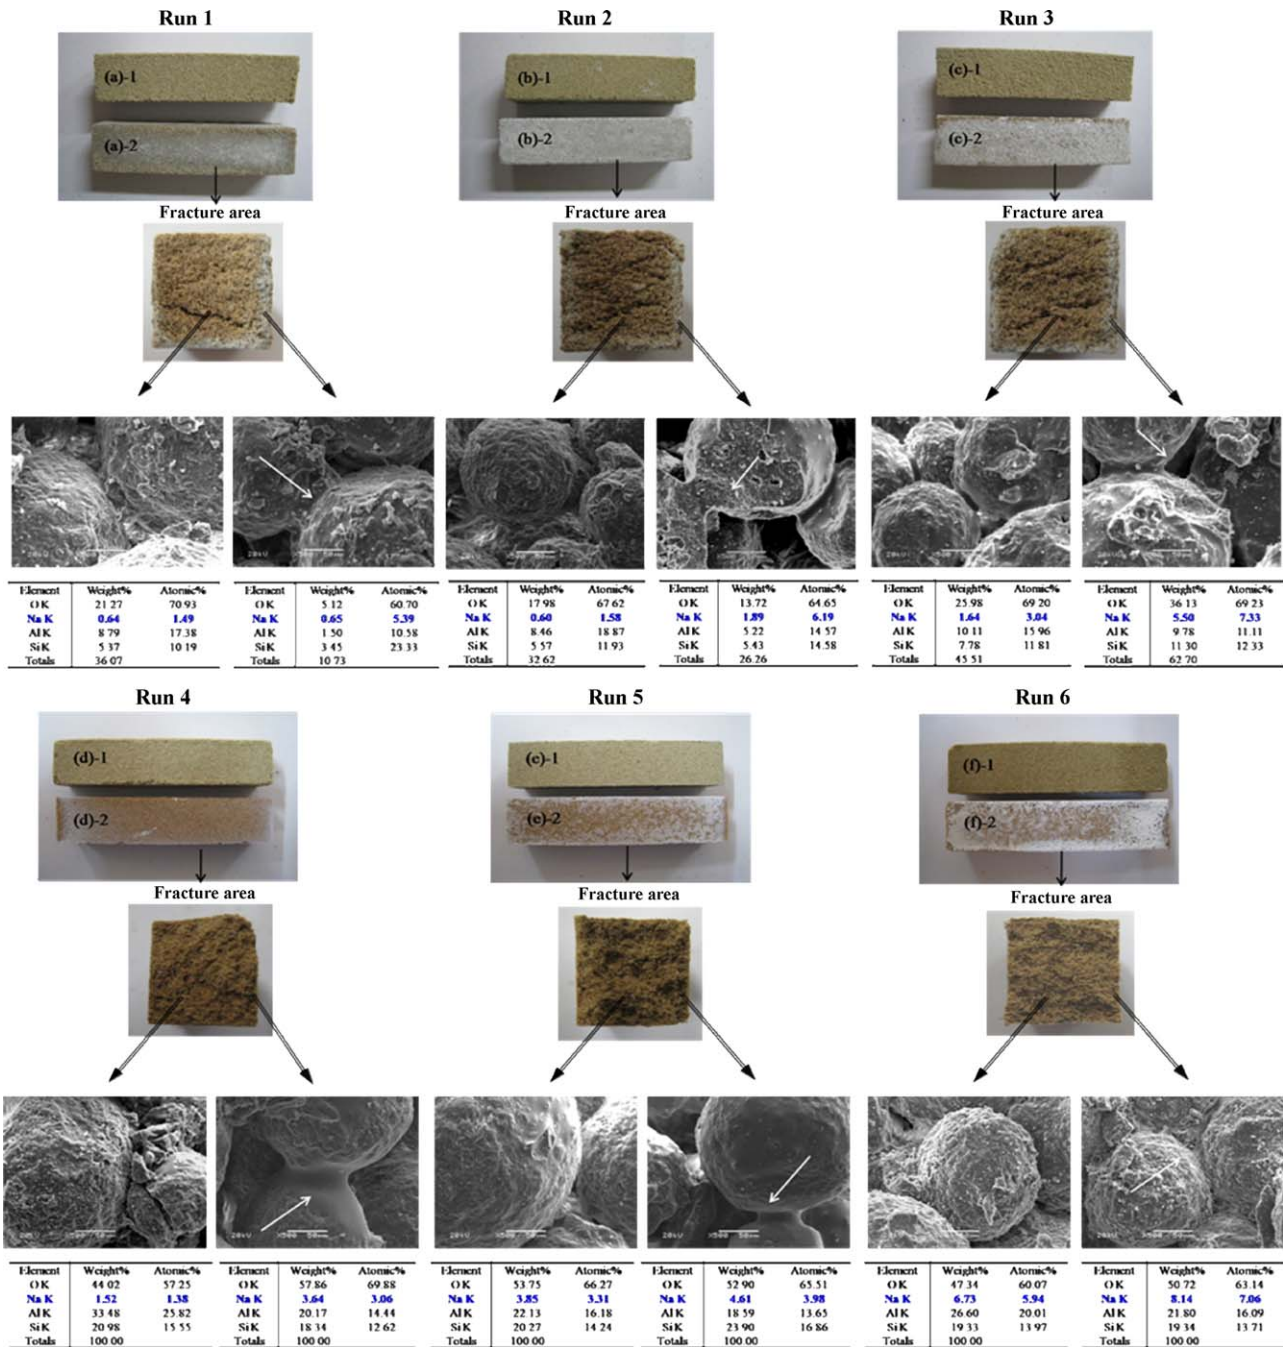 Run 1
Run 2
Run 3
(a)-1
(b)-1
(c)-1
(a)-2
(b)-2
(c)-2
Fracture area
Fracture area
Fracture area
20kV
20kV
Element Weight% Atomic%
O K 21.27 70.93
Na K 0.64 1.49
Al K 8.79 17.38
Si K 5.37 10.19
Totals 36.07
Element Weight% Atomic%
O K 5.12 60.70
Na K 0.65 5.39
Al K 1.50 10.58
Si K 3.45 23.33
Totals 10.73
Element Weight% Atomic%
O K 17.98 67.62
Na K 0.60 1.58
Al K 8.46 18.87
Si K 5.57 11.93
Totals 32.62
Element Weight% Atomic%
O K 13.72 64.65
Na K 1.89 6.19
Al K 5.22 14.57
Si K 5.43 14.58
Totals 26.26
Element Weight% Atomic%
O K 25.98 69.20
Na K 1.64 3.04
Al K 10.11 15.96
Si K 7.78 11.81
Totals 45.51
Element Weight% Atomic%
O K 36.13 69.23
Na K 5.50 7.33
Al K 9.78 11.11
Si K 11.30 12.33
Totals 62.70
Run 4
Run 5
Run 6
(d)-1
(e)-1
(f)-1
(d)-2
(e)-2
(f)-2
Fracture area
Fracture area
Fracture area
20kV X500 50mm
20kV X500 50mm
Element Weight% Atomic%
O K 44.02 57.25
Na K 1.52 1.38
Al K 33.48 25.82
Si K 20.98 15.55
Totals 100.00
Element Weight% Atomic%
O K 57.86 69.88
Na K 3.64 3.06
Al K 20.17 14.44
Si K 18.34 12.62
Totals 100.00
Element Weight% Atomic%
O K 53.75 66.27
Na K 3.85 3.31
Al K 22.13 16.18
Si K 20.27 14.24
Totals 100.00
Element Weight% Atomic%
O K 52.90 65.51
Na K 4.61 3.98
Al K 18.59 13.65
Si K 23.90 16.86
Totals 100.00
Element Weight% Atomic%
O K 47.34 60.07
Na K 6.73 5.94
Al K 26.60 20.01
Si K 19.33 13.97
Totals 100.00
Element Weight% Atomic%
O K 50.72 63.14
Na K 8.14 7.06
Al K 21.80 16.09
Si K 19.34 13.71
Totals 100.00